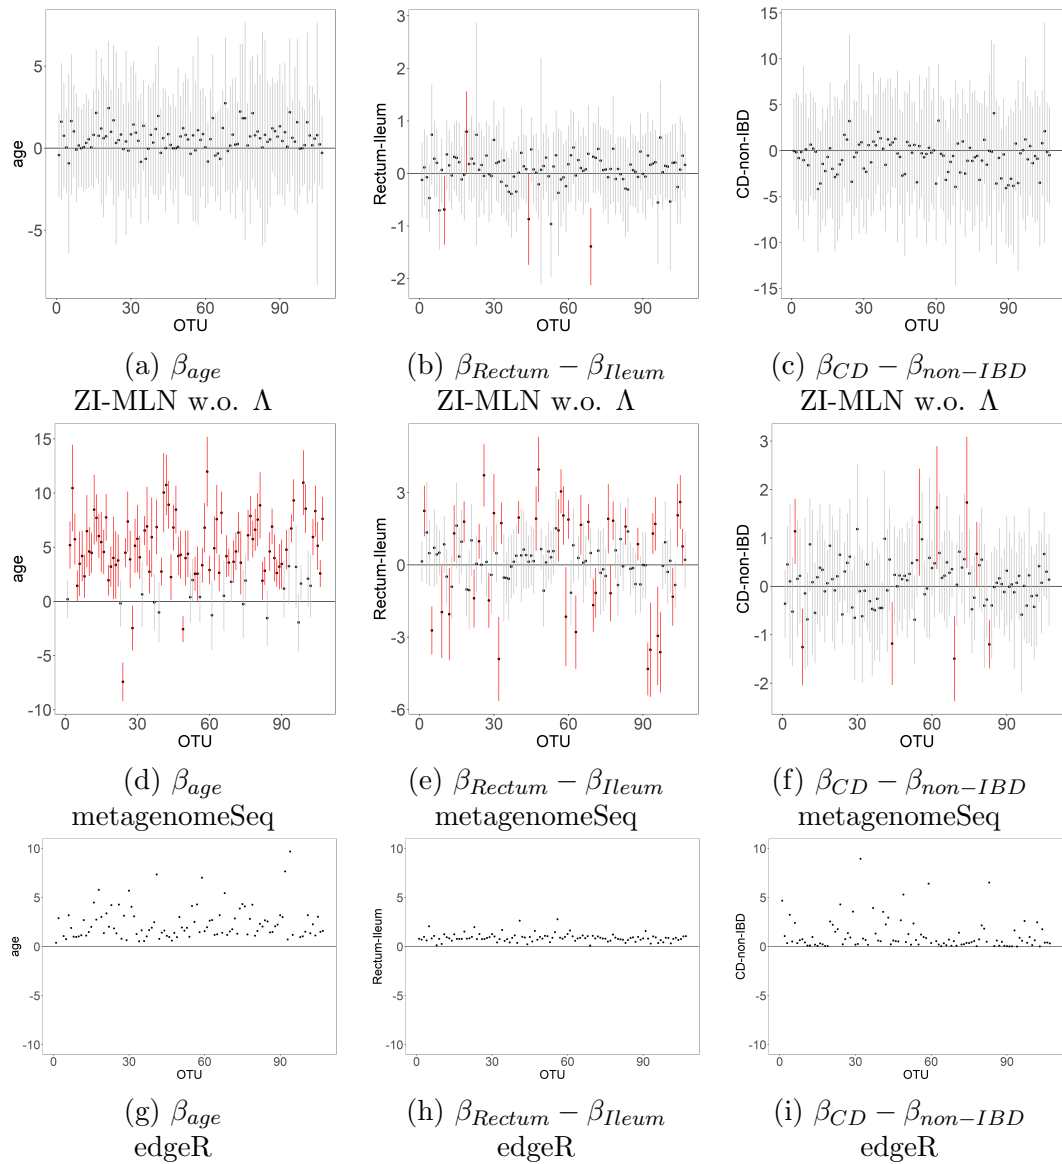 5
0
-5
age
0 30 60 90
OTU
(a) β_age
ZI-MLN w.o. Λ
3
2
1
0
-1
-2
Rectum-Ileum
0 30 60 90
OTU
(b) β_Rectum − β_Ileum
ZI-MLN w.o. Λ
15
10
5
0
-5
-10
-15
CD-non-IBD
0 30 60 90
OTU
(c) β_CD − β_non−IBD
ZI-MLN w.o. Λ
15
10
5
0
-5
-10
age
0 30 60 90
OTU
(d) β_age
metagenomeSeq
3
0
-3
-6
Rectum-Ileum
0 30 60 90
OTU
(e) β_Rectum − β_Ileum
metagenomeSeq
3
2
1
0
-1
-2
CD-non-IBD
0 30 60 90
OTU
(f) β_CD − β_non−IBD
metagenomeSeq
10
5
0
-5
-10
age
0 30 60 90
OTU
(g) β_age
edgeR
10
5
0
-5
-10
Rectum-Ileum
0 30 60 90
OTU
(h) β_Rectum − β_Ileum
edgeR
10
5
0
-5
-10
CD-non-IBD
0 30 60 90
OTU
(i) β_CD − β_non−IBD
edgeR